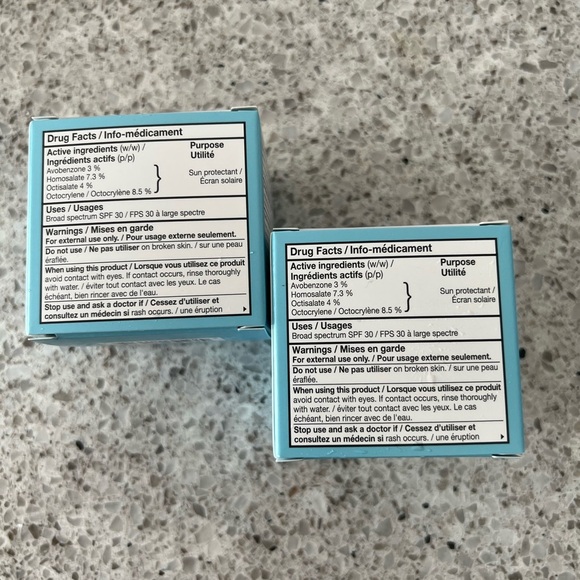 Drug Facts / Info-médicament
Active ingredients (w/w) / Purpose
Ingrédients actifs (p/p) Utilité
Avobenzone 3 %
Homosalate 7.3 % Sun protectant /
Octisalate 4 % Écran solaire
Octocrylene / Octocrylène 8.5 %
Uses / Usages
Broad spectrum SPF 30 / FPS 30 à large spectre
Warnings / Mises en garde
For external use only. / Pour usage externe seulement.
Do not use / Ne pas utiliser on broken skin. / sur une peau
éraflée.
When using this product / Lorsque vous utilisez ce produit
avoid contact with eyes. If contact occurs, rinse thoroughly
with water. / éviter tout contact avec les yeux. Le cas
échéant, bien rincer avec de l'eau.
Stop use and ask a doctor if / Cessez d'utiliser et
consultez un médecin si rash occurs. / une éruption
Drug Facts / Info-médicament
Active ingredients (w/w) / Purpose
Ingrédients actifs (p/p) Utilité
Avobenzone 3 %
Homosalate 7.3 % Sun protectant /
Octisalate 4 % Écran solaire
Octocrylene / Octocrylène 8.5 %
Uses / Usages
Broad spectrum SPF 30 / FPS 30 à large spectre
Warnings / Mises en garde
For external use only. / Pour usage externe seulement.
Do not use / Ne pas utiliser on broken skin. / sur une peau
éraflée.
When using this product / Lorsque vous utilisez ce produit
avoid contact with eyes. If contact occurs, rinse thoroughly
with water. / éviter tout contact avec les yeux. Le cas
échéant, bien rincer avec de l'eau.
Stop use and ask a doctor if / Cessez d'utiliser et
consultez un médecin si rash occurs. / une éruption